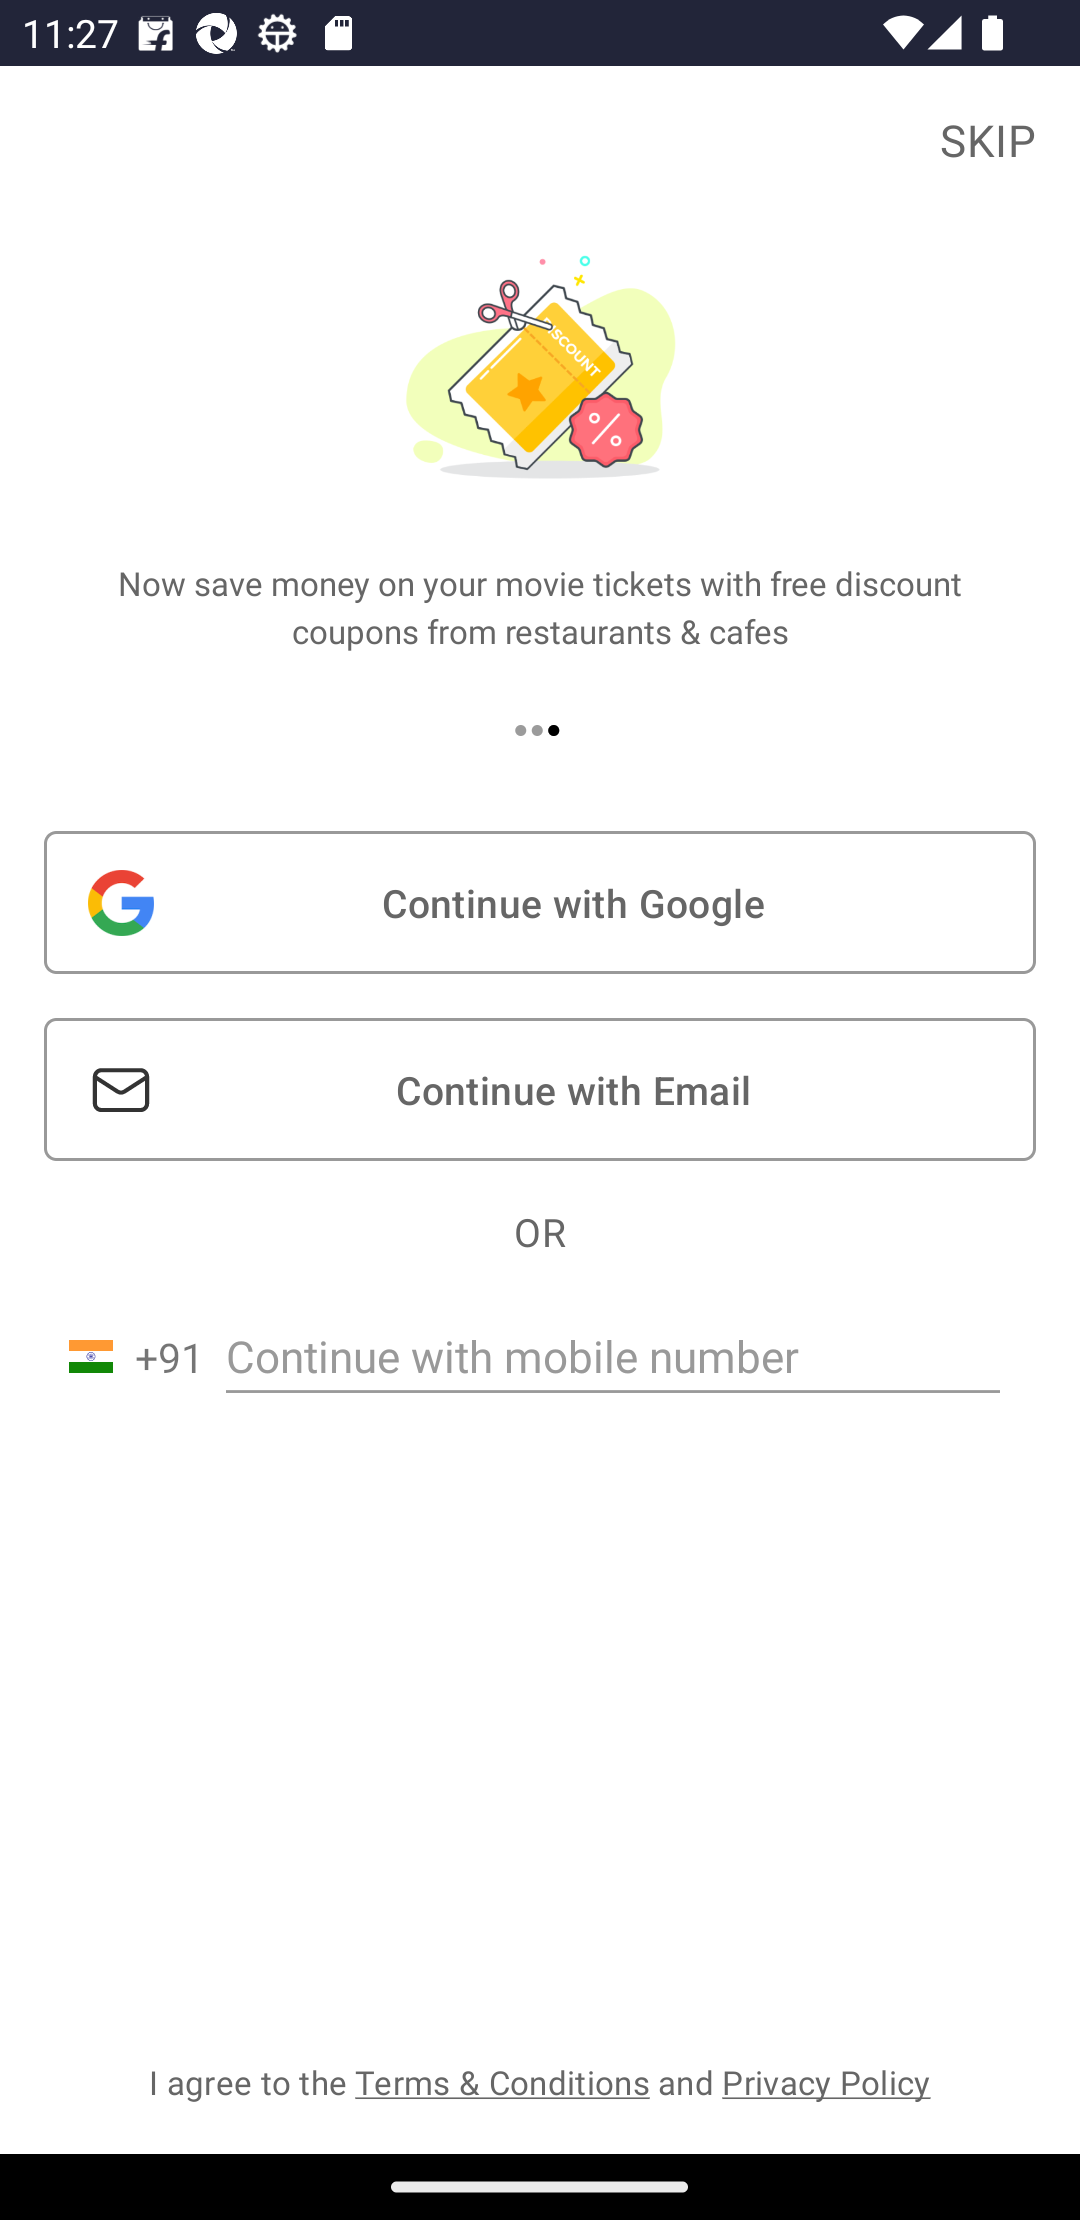 11:27
SKIP
DISCOUNT
Now save money on your movie tickets with free discount
coupons from restaurants & cafes
Continue with Google
Continue with Email
OR
+91 Continue with mobile number
I agree to the Terms & Conditions and Privacy Policy